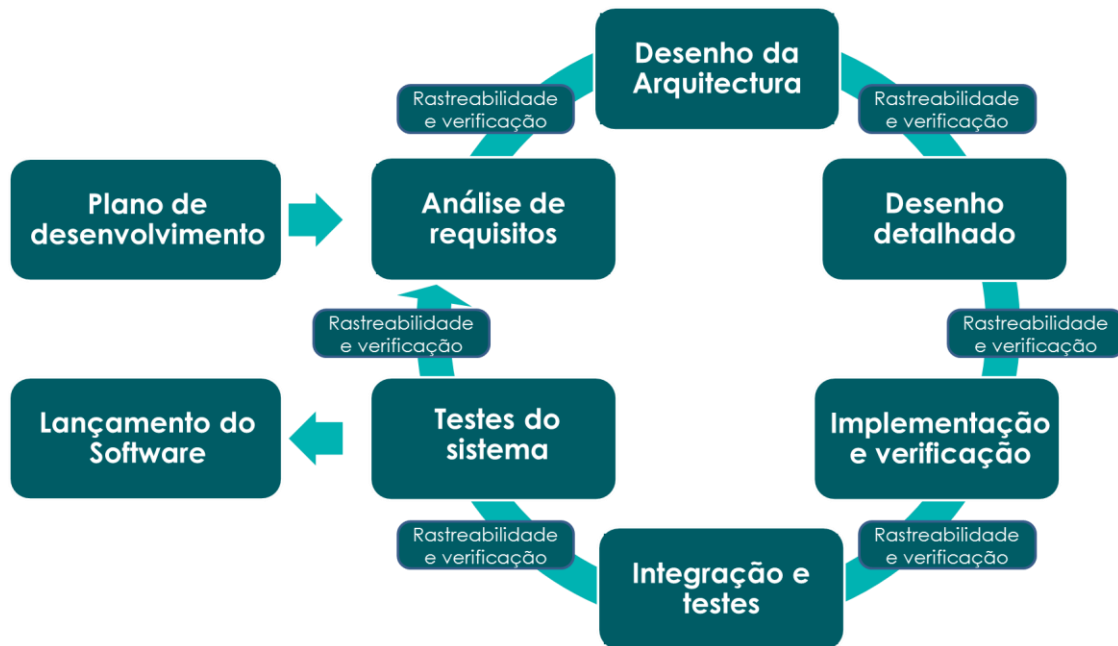 Desenho da
Arquitectura
Rastreabilidade
e verificação
Rastreabilidade
e verificação
Plano de
desenvolvimento
Análise de
requisitos
Desenho
detalhado
Rastreabilidade
e verificação
Rastreabilidade
e verificação
Lançamento do
Software
Testes do
sistema
Implementação
e verificação
Rastreabilidade
e verificação
Rastreabilidade
e verificação
Integração e
testes